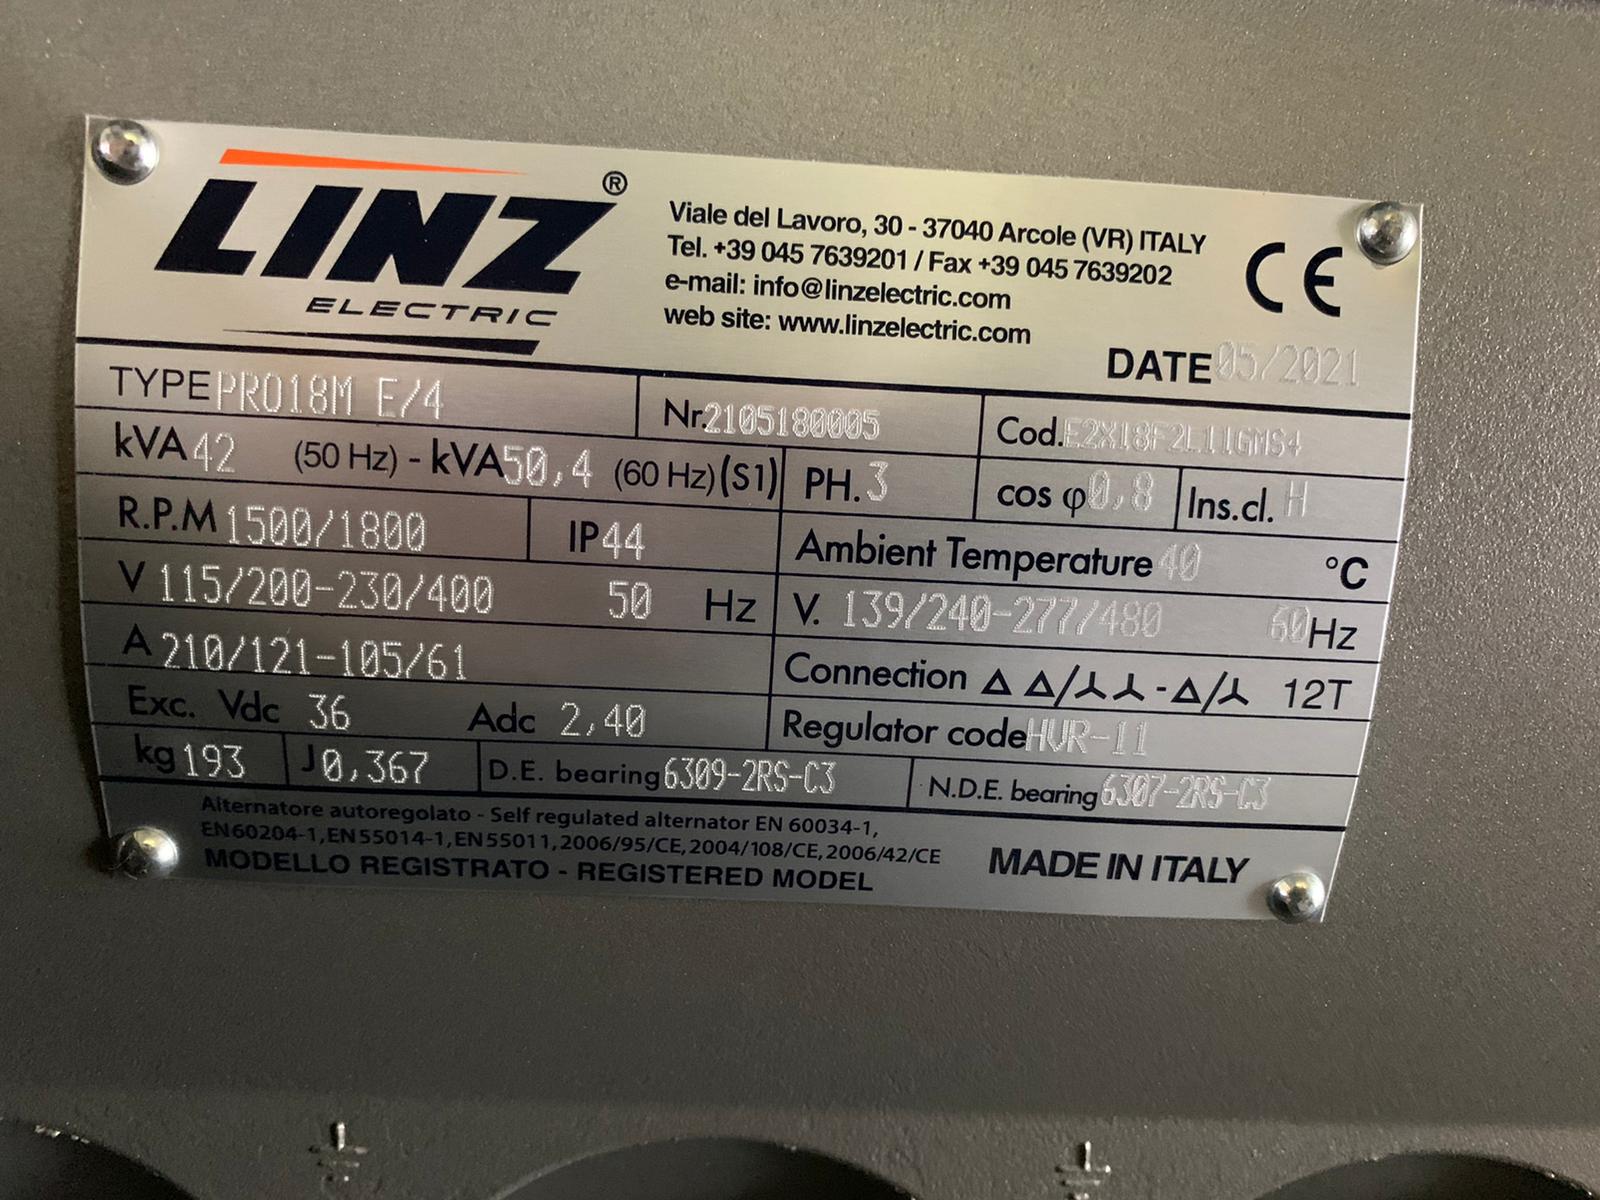 LINZ®
ELECTRIC
Viale del Lavoro, 30 - 37040 Arcole (VR) ITALY
Tel. +39 045 7639201 / Fax +39 045 7639202
e-mail: info@linzelectric.com
web site: www.linzelectric.com
CE
DATE 05/2021
TYPE PRO18M E/4 Nr. 2105180005 Cod. E2X18F2L11GMS4
kVA 42 (50 Hz) - kVA 50,4 (60 Hz) (S1) PH. 3 cos φ 0,8 Ins.cl. H
R.P.M 1500/1800 IP 44 Ambient Temperature 40 °C
V 115/200-230/400 50 Hz V. 139/240-277/480 60 Hz
A 210/121-105/61 Connection △ △/⅄ ⅄ - △/⅄ 12T
Exc. Vdc 36 Adc 2,40 Regulator code HVR-11
kg 193 J 0,367 D.E. bearing 6309-2RS-C3 N.D.E. bearing 6307-2RS-C3
Alternatore autoregolato - Self regulated alternator EN 60034-1,
EN60204-1, EN55014-1, EN55011, 2006/95/CE, 2004/108/CE, 2006/42/CE
MODELLO REGISTRATO - REGISTERED MODEL MADE IN ITALY